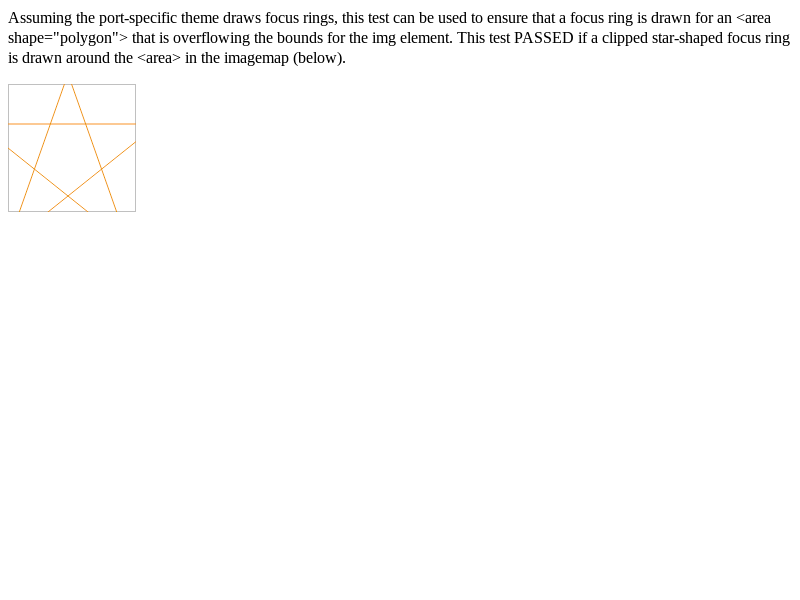 Assuming the port-specific theme draws focus rings, this test can be used to ensure that a focus ring is drawn for an <area
shape="polygon"> that is overflowing the bounds for the img element. This test PASSED if a clipped star-shaped focus ring
is drawn around the <area> in the imagemap (below).